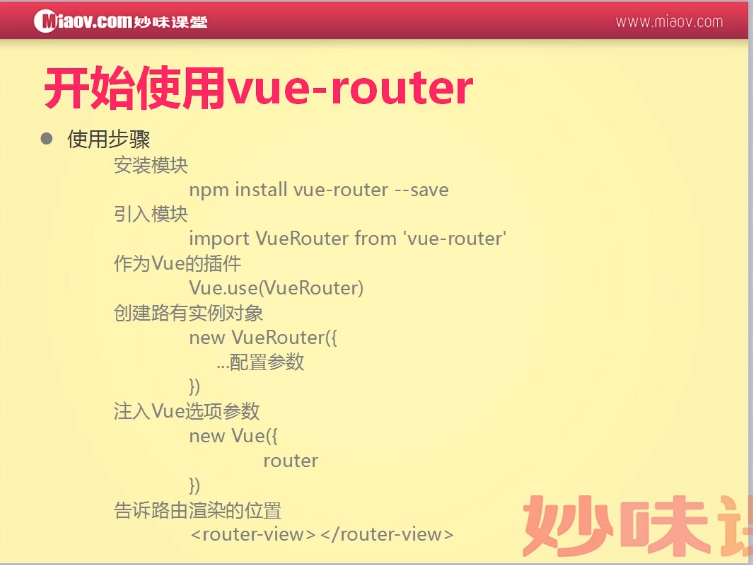 Miaov.com妙味课堂
www.miaov.com
开始使用vue-router
使用步骤
安装模块
npm install vue-router --save
引入模块
import VueRouter from 'vue-router'
作为Vue的插件
Vue.use(VueRouter)
创建路有实例对象
new VueRouter({
...配置参数
})
注入Vue选项参数
new Vue({
router
})
告诉路由渲染的位置
<router-view></router-view>
妙味课